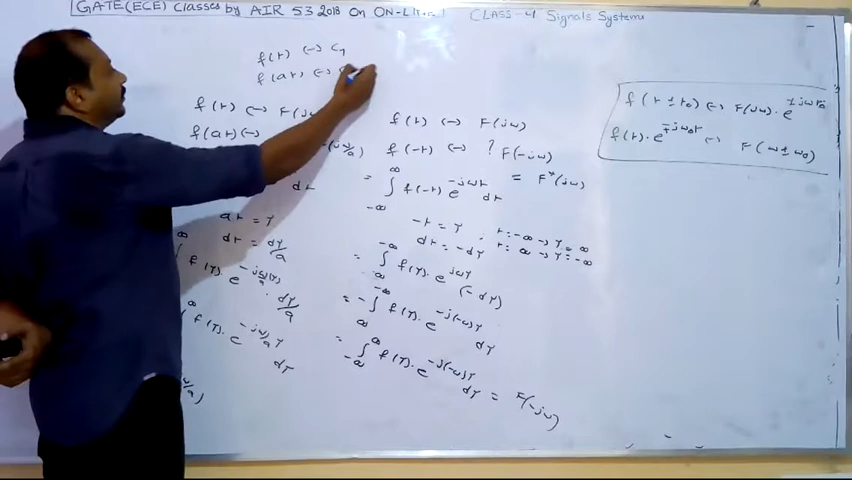 GATE(ECE) Classes by AIR 53 2018 On ON-Line CLASS-4 Signals Systems
f(t) ↔ Cη
f(at) ↔
f(t) ↔ F(jω)
f(at) ↔
dt
at = τ
dt = dτ/a
f(τ). e^-jω/a(τ) . dτ/a
f(τ). e^-jω/a τ dτ
f(t) ↔ F(jω)
f(-t) ↔ ? F(-jω)
= ∫_-∞^∞ f(-t) e^-jωt dt = F*(jω)
-t = τ ; t: -∞ → τ = ∞
dt = -dτ t: ∞ → τ: -∞
= ∫_∞^-∞ f(τ). e^jωτ (-dτ)
= -∫_∞^-∞ f(τ). e^-j(-ω)τ dτ
= ∫_-∞^∞ f(τ). e^-j(-ω)τ dτ = F(-jω)
f(t ± t₀) ↔ F(jω). e^±jωt₀
f(t). e^∓jω₀t ↔ F(ω ± ω₀)